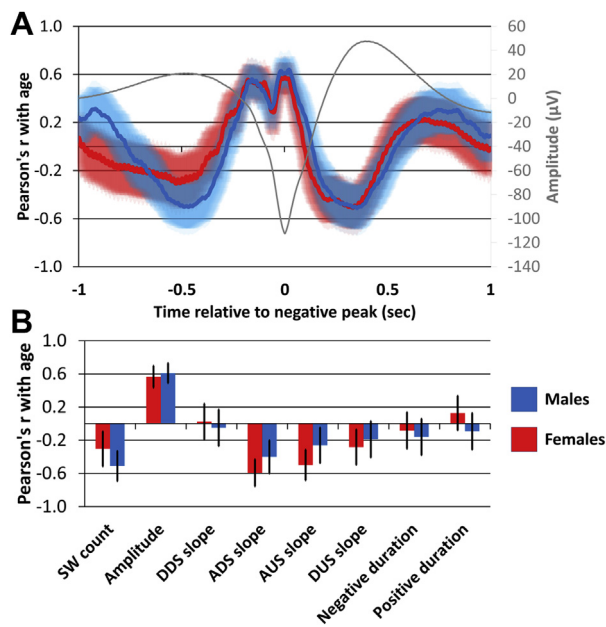 A
1.0
0.6
0.2
-0.2
-0.6
-1.0
Pearson's r with age
60
40
20
0
-20
-40
-60
-80
-100
-120
-140
Amplitude (µV)
-1
-0.5
0
0.5
1
Time relative to negative peak (sec)
B
1.0
0.6
0.2
-0.2
-0.6
-1.0
Pearson's r with age
Males
Females
SW count
Amplitude
DDS slope
ADS slope
AUS slope
DUS slope
Negative duration
Positive duration